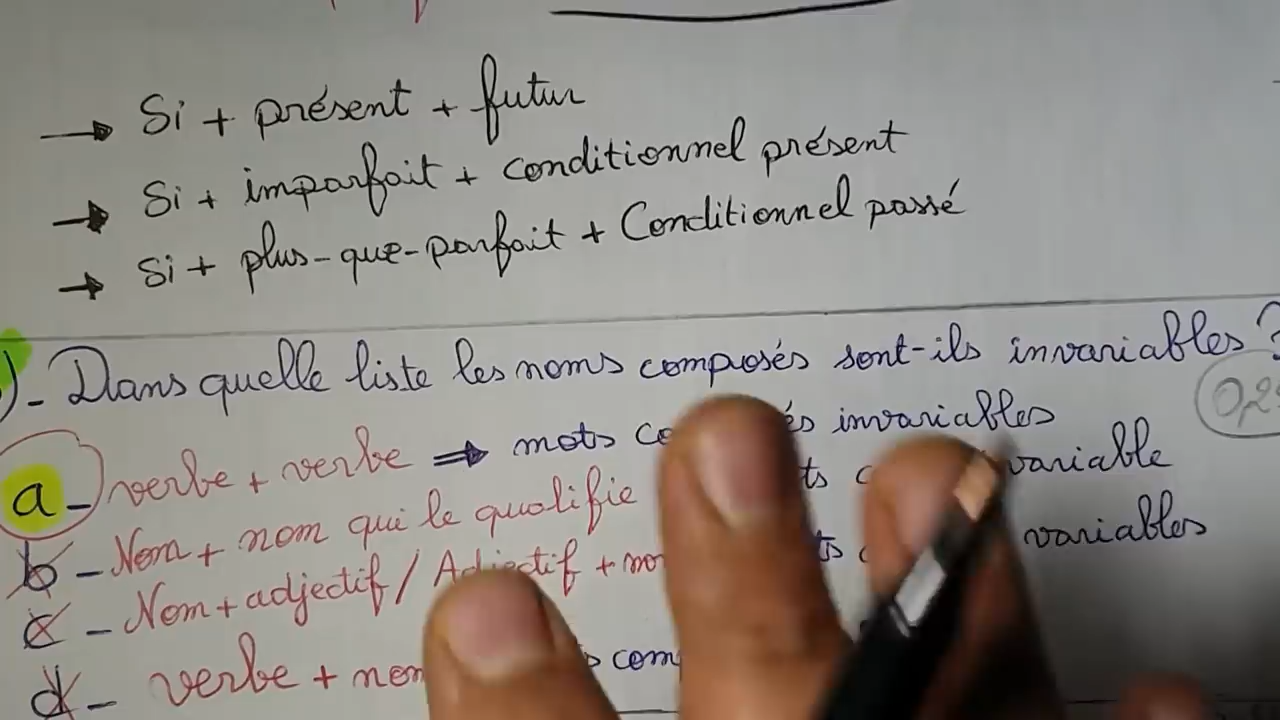 → Si + présent + futur
→ Si + imparfait + conditionnel présent
→ Si + plus-que-parfait + Conditionnel passé
)- Dans quelle liste les noms composés sont-ils invariables ?
a- verbe + verbe ⇒ mots invariables
b- Nom + nom qui le qualifie variable
c- Nom + adjectif / Adjectif + variables
d- verbe +